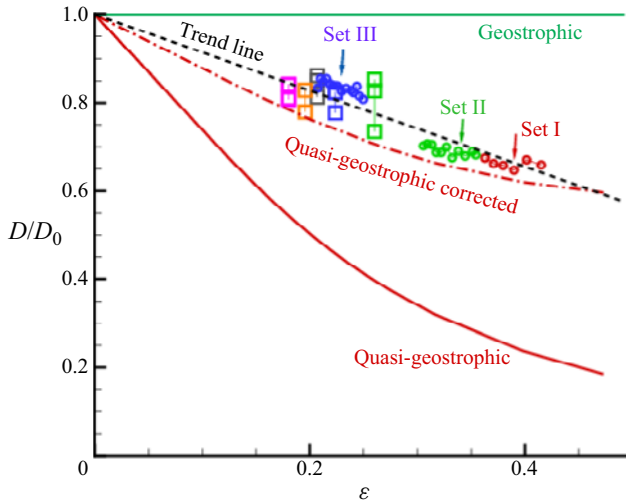 1.0
Geostrophic
Set III
Trend line
0.8
Set II
Set I
Quasi-geostrophic corrected
0.6
D/D0
0.4
0.2
Quasi-geostrophic
0
0.2
0.4
ε